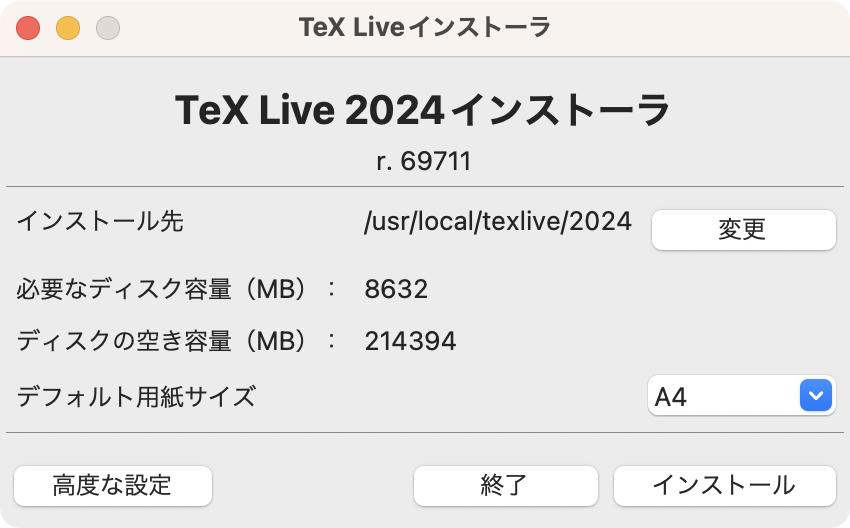 TeX Liveインストーラ
TeX Live 2024インストーラ
r. 69711
インストール先 /usr/local/texlive/2024 変更
必要なディスク容量（MB）： 8632
ディスクの空き容量（MB）： 214394
デフォルト用紙サイズ A4
高度な設定 終了 インストール